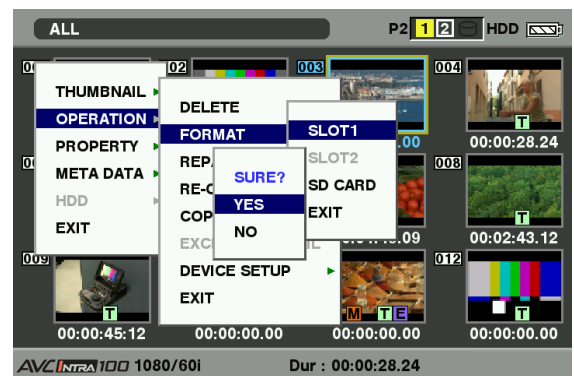 ALL P2 1 2 HDD
00 02 003 004
THUMBNAIL
OPERATION
PROPERTY
META DATA
HDD
EXIT
DELETE
FORMAT
RE-C
COP
EXC
DEVICE SETUP
EXIT
SLOT1
SLOT2
SD CARD
EXIT
SURE?
YES
NO
.00 00:00:28.24
T
00 008
.09 00:02:43.12
T
009 012
T M T E T
00:00:45:12 00:00:00.00 00:00:00.00 00:00:00.00
AVC INTRA 100 1080/60i Dur : 00:00:28.24